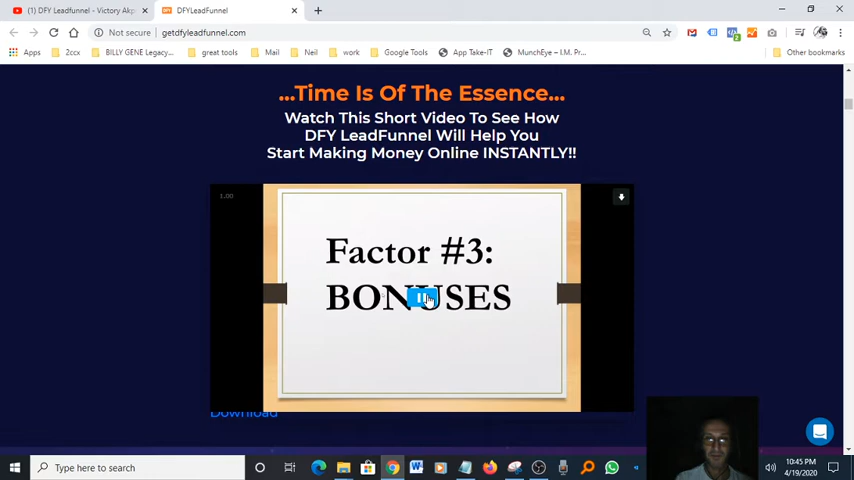 (1) DFY Leadfunnel - Victory Akp
DFYLeadFunnel
Not secure
getdfyleadfunnel.com
Apps
2ccx
BILLY GENE Legacy...
great tools
Mail
Neil
work
Google Tools
App Take-IT
MunchEye – I.M. Pr...
Other bookmarks
...Time Is Of The Essence...
Watch This Short Video To See How
DFY LeadFunnel Will Help You
Start Making Money Online INSTANTLY!!
1.00
Factor #3:
BONUSES
Download
Type here to search
10:45 PM
4/19/2020